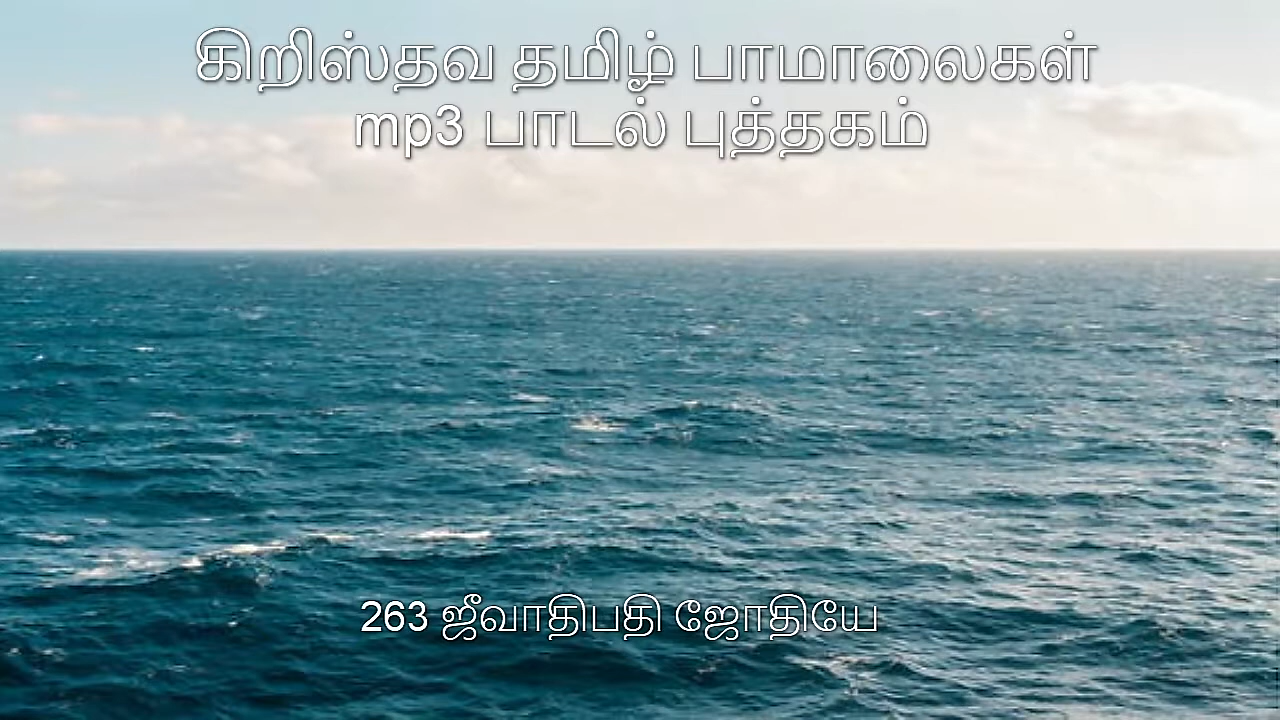 கிறிஸ்தவ தமிழ் பாமாலைகள்
mp3 பாடல் புத்தகம்
263 ஜீவாதிபதி ஜோதியே